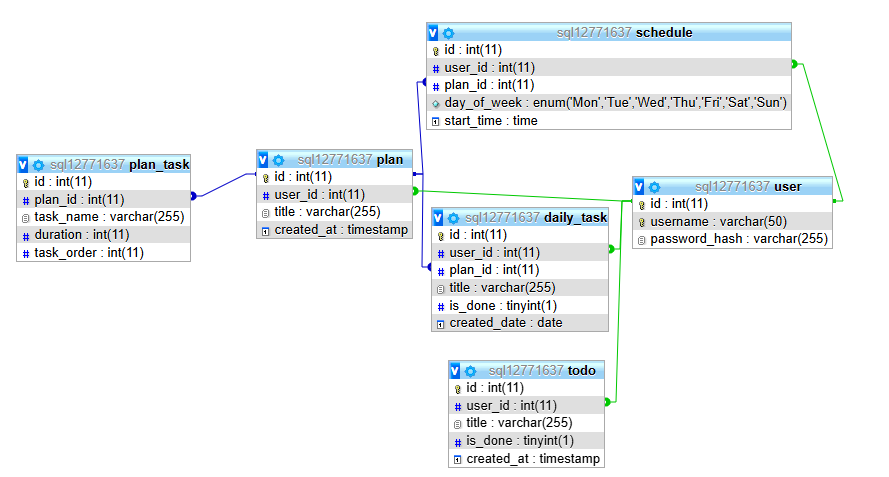 sql12771637 schedule
id : int(11)
user_id : int(11)
plan_id : int(11)
day_of_week : enum('Mon','Tue','Wed','Thu','Fri','Sat','Sun')
start_time : time
sql12771637 plan_task
id : int(11)
plan_id : int(11)
task_name : varchar(255)
duration : int(11)
task_order : int(11)
sql12771637 plan
id : int(11)
user_id : int(11)
title : varchar(255)
created_at : timestamp
sql12771637 user
id : int(11)
username : varchar(50)
password_hash : varchar(255)
sql12771637 daily_task
id : int(11)
user_id : int(11)
plan_id : int(11)
title : varchar(255)
is_done : tinyint(1)
created_date : date
sql12771637 todo
id : int(11)
user_id : int(11)
title : varchar(255)
is_done : tinyint(1)
created_at : timestamp